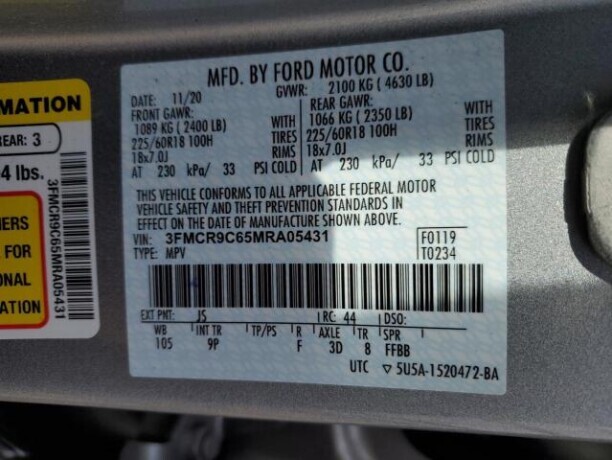 MFD. BY FORD MOTOR CO.
DATE: 11/20
GVWR: 2100 KG ( 4630 LB)
FRONT GAWR:
1089 KG ( 2400 LB)
225/60R18 100H
18x7.0J
AT 230 kPa/ 33 PSI COLD
WITH
TIRES
RIMS
REAR GAWR:
1066 KG ( 2350 LB)
225/60R18 100H
18x7.0J
AT 230 kPa/ 33 PSI COLD
WITH
TIRES
RIMS
THIS VEHICLE CONFORMS TO ALL APPLICABLE FEDERAL MOTOR
VEHICLE SAFETY AND THEFT PREVENTION STANDARDS IN
EFFECT ON THE DATE OF MANUFACTURE SHOWN ABOVE.
VIN: 3FMCR9C65MRA05431
TYPE: MPV
F0119
T0234
EXT PNT: JS RC: 44 DSO:
WB INT TR TP/PS R AXLE TR SPR
105 9P F 3D 8 FFBB
UTC ▽ 5U5A-1520472-BA
MATION
REAR: 3
4 lbs.
ERS
FOR
ONAL
ATION
3FMCR9C65MRA05431